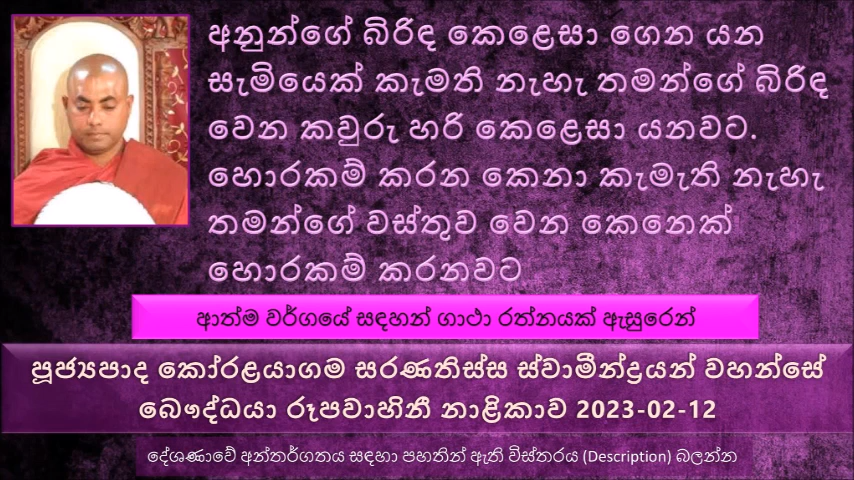 අනුන්ගේ බිරිඳ කෙළෙසා ගෙන යන
සැමියෙක් කැමති නැහැ තමන්ගේ බිරිඳ
වෙන කවුරු හරි කෙළෙසා යනවට.
හොරකම් කරන කෙනා කැමැති නැහැ
තමන්ගේ වස්තුව වෙන කෙනෙක්
හොරකම් කරනවට
ආත්ම වර්ගයේ සඳහන් ගාථා රත්නයක් ඇසුරෙන්
පූජ්‍යපාද කෝරළයාගම සරණතිස්ස ස්වාමීන්ද්‍රයන් වහන්සේ
බෞද්ධයා රූපවාහිනී නාළිකාව 2023-02-12
දේශණාවේ අන්තර්ගතය සඳහා පහතින් ඇති විස්තරය (Description) බලන්න